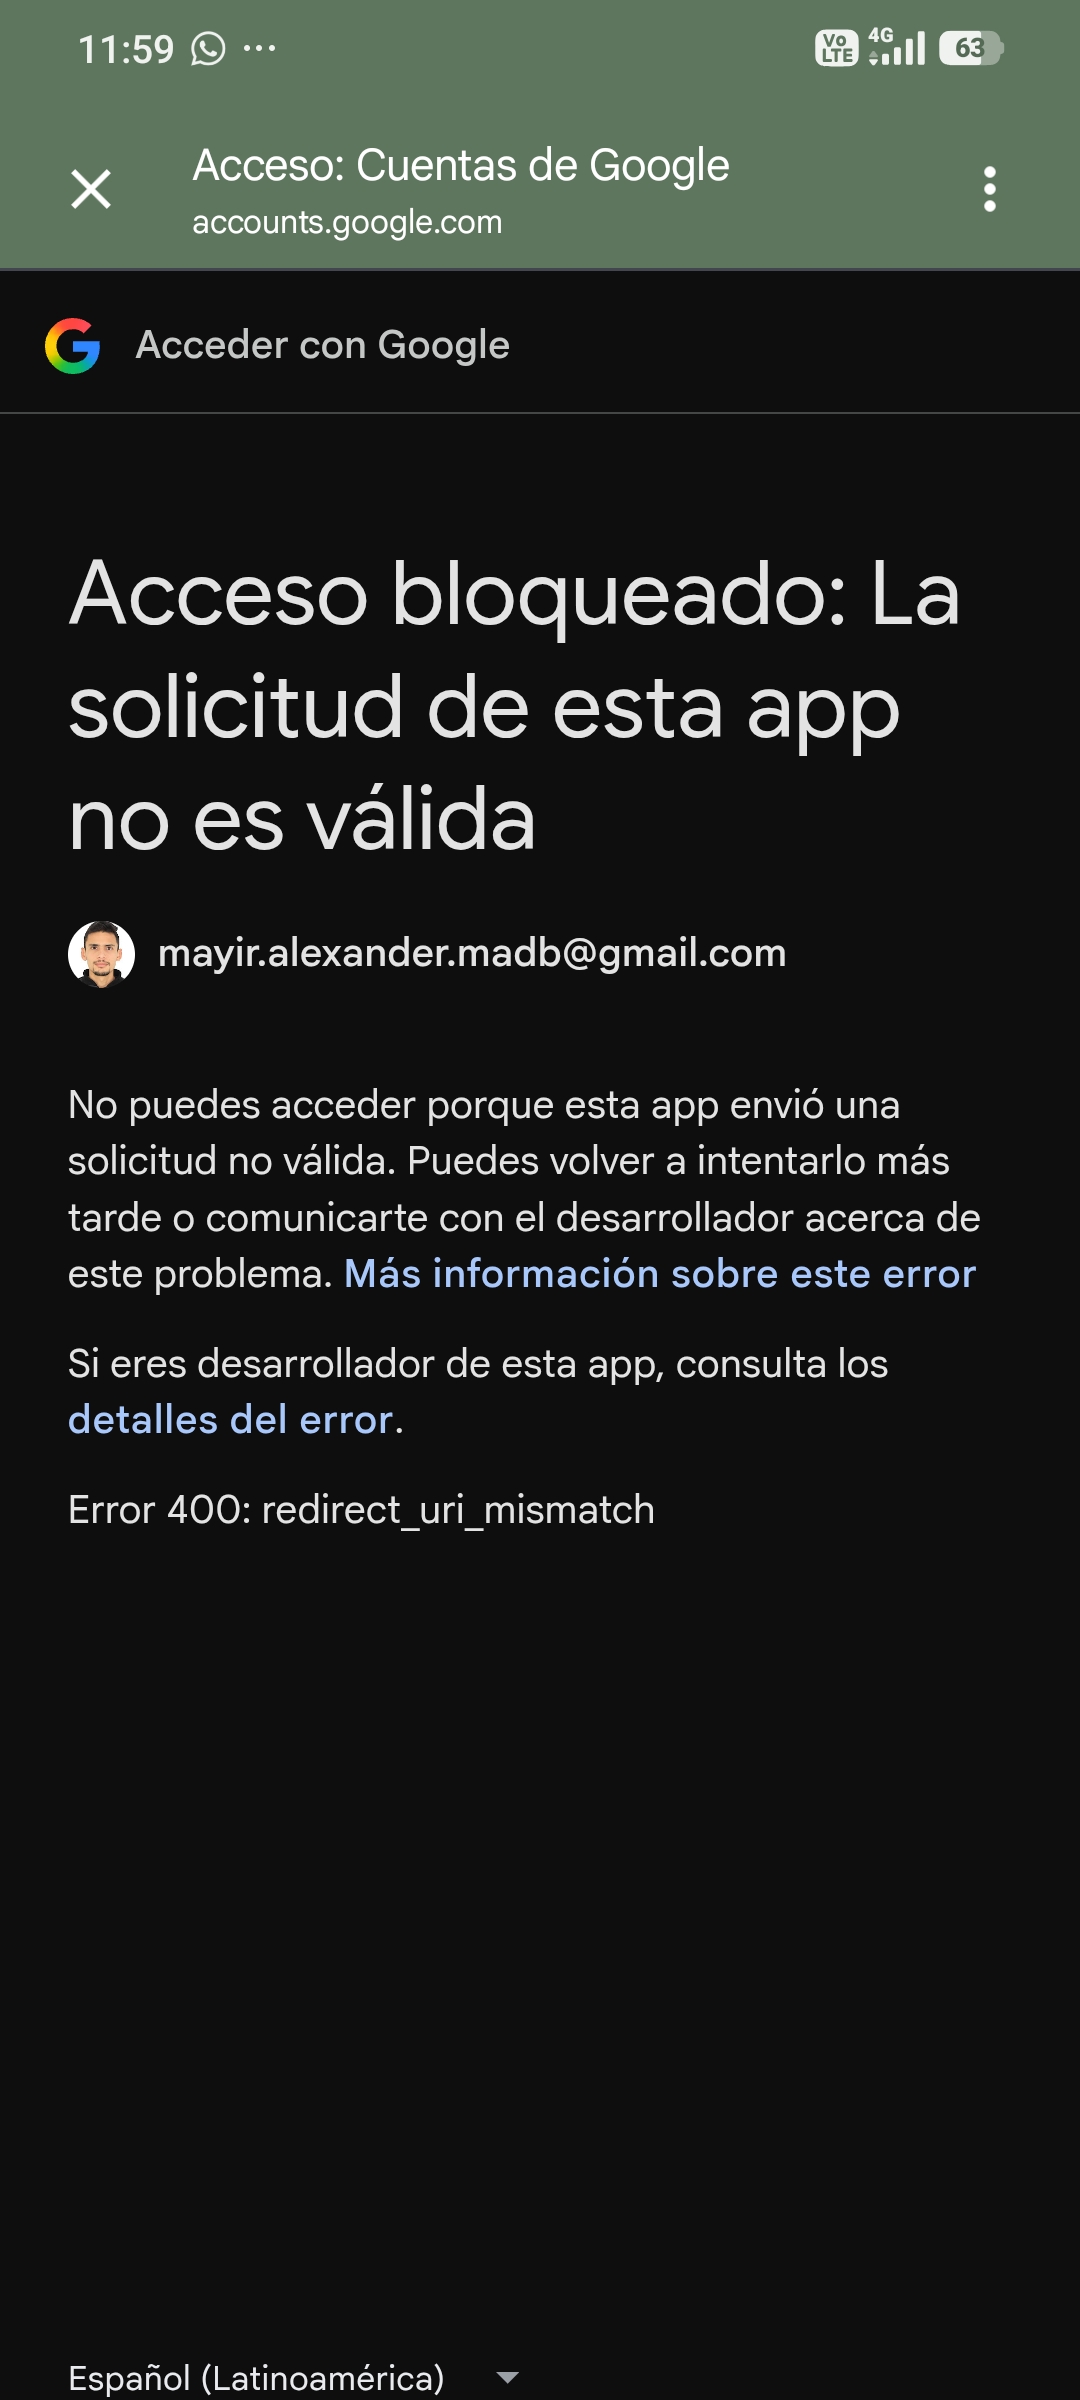 11:59
VoLTE 4G 63
Acceso: Cuentas de Google
accounts.google.com
Acceder con Google
Acceso bloqueado: La
solicitud de esta app
no es válida
mayir.alexander.madb@gmail.com
No puedes acceder porque esta app envió una
solicitud no válida. Puedes volver a intentarlo más
tarde o comunicarte con el desarrollador acerca de
este problema. Más información sobre este error
Si eres desarrollador de esta app, consulta los
detalles del error.
Error 400: redirect_uri_mismatch
Español (Latinoamérica)